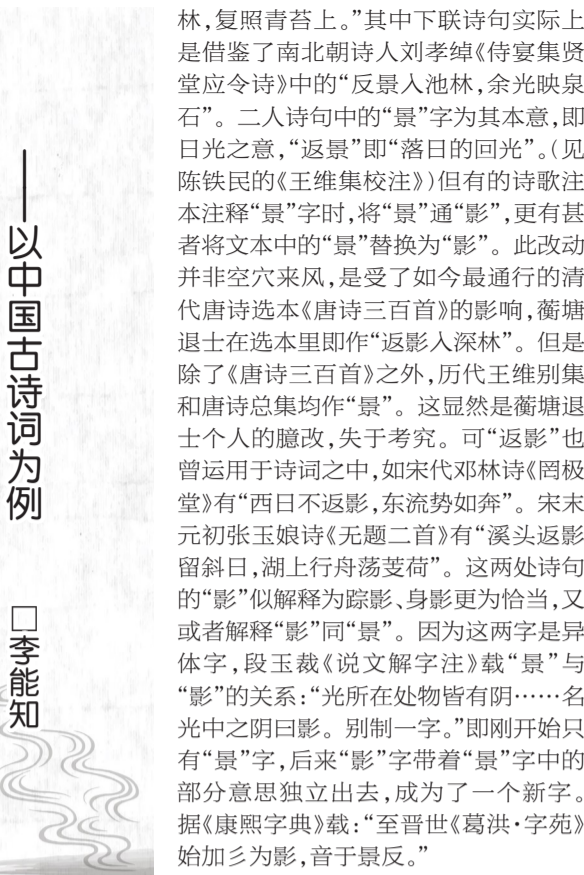 ——以中国古诗词为例
□李能知
林，复照青苔上。”其中下联诗句实际上
是借鉴了南北朝诗人刘孝绰《侍宴集贤
堂应令诗》中的“反景入池林，余光映泉
石”。二人诗句中的“景”字为其本意，即
日光之意，“返景”即“落日的回光”。（见
陈铁民的《王维集校注》）但有的诗歌注
本注释“景”字时，将“景”通“影”，更有甚
者将文本中的“景”替换为“影”。此改动
并非空穴来风，是受了如今最通行的清
代唐诗选本《唐诗三百首》的影响，蘅塘
退士在选本里即作“返影入深林”。但是
除了《唐诗三百首》之外，历代王维别集
和唐诗总集均作“景”。这显然是蘅塘退
士个人的臆改，失于考究。可“返影”也
曾运用于诗词之中，如宋代邓林诗《罔极
堂》有“西日不返影，东流势如奔”。宋末
元初张玉娘诗《无题二首》有“溪头返影
留斜日，湖上行舟荡芰荷”。这两处诗句
的“影”似解释为踪影、身影更为恰当，又
或者解释“影”同“景”。因为这两字是异
体字，段玉裁《说文解字注》载“景”与
“影”的关系：“光所在处物皆有阴……名
光中之阴曰影。别制一字。”即刚开始只
有“景”字，后来“影”字带着“景”字中的
部分意思独立出去，成为了一个新字。
据《康熙字典》载：“至晋世《葛洪·字苑》
始加彡为影，音于景反。”